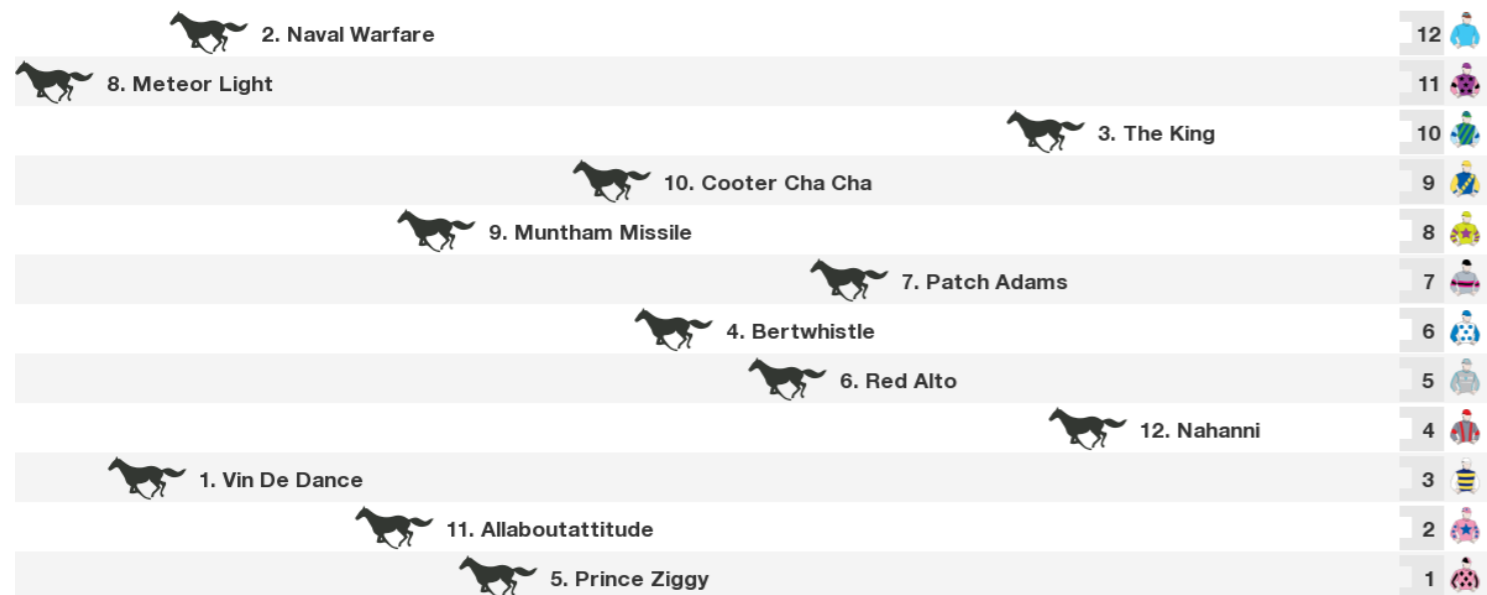 2. Naval Warfare 12
8. Meteor Light 11
3. The King 10
10. Cooter Cha Cha 9
9. Muntham Missile 8
7. Patch Adams 7
4. Bertwhistle 6
6. Red Alto 5
12. Nahanni 4
1. Vin De Dance 3
11. Allaboutattitude 2
5. Prince Ziggy 1